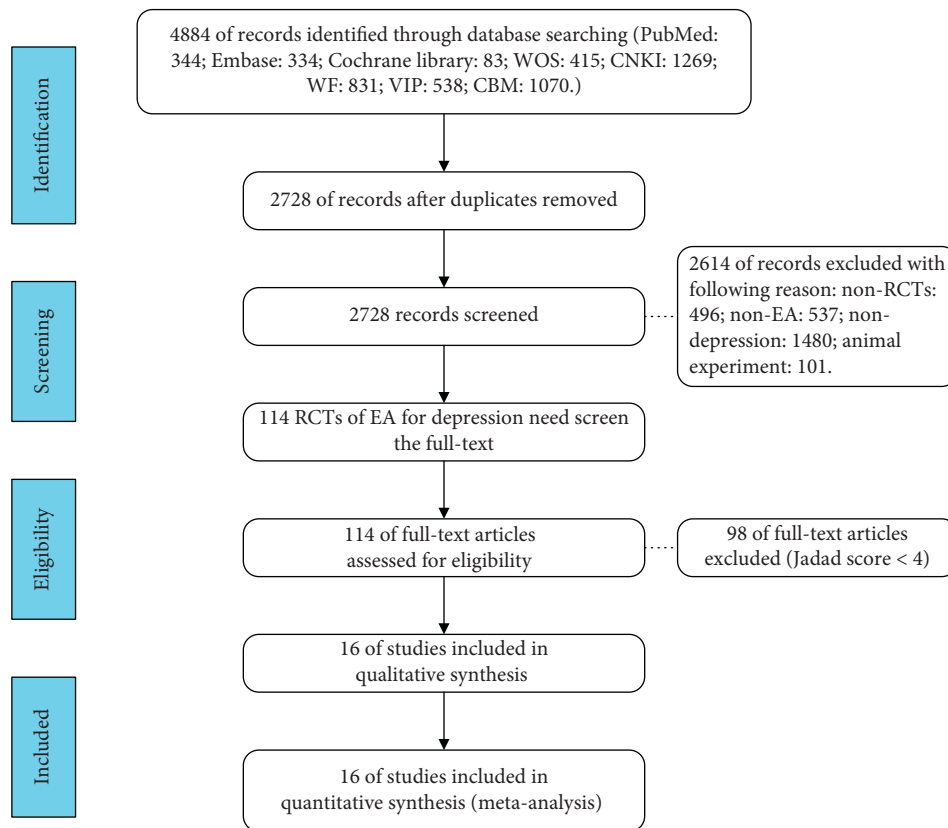 Identification
4884 of records identified through database searching (PubMed:
344; Embase: 334; Cochrane library: 83; WOS: 415; CNKI: 1269;
WF: 831; VIP: 538; CBM: 1070.)
2728 of records after duplicates removed
Screening
2728 records screened
2614 of records excluded with
following reason: non-RCTs:
496; non-EA: 537; non-
depression: 1480; animal
experiment: 101.
114 RCTs of EA for depression need screen
the full-text
Eligibility
114 of full-text articles
assessed for eligibility
98 of full-text articles
excluded (Jadad score < 4)
16 of studies included in
qualitative synthesis
Included
16 of studies included in
quantitative synthesis (meta-analysis)